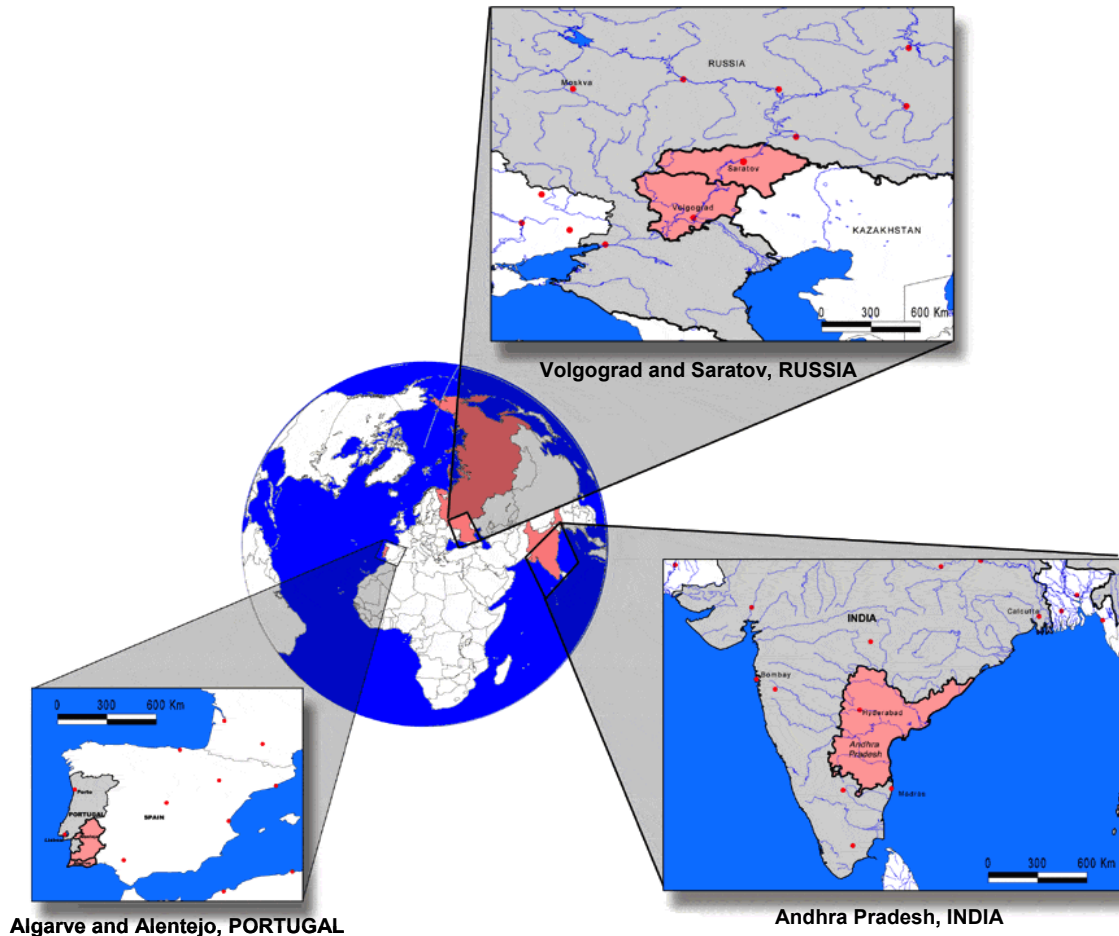 RUSSIA
Moskva
Saratov
Volgograd
KAZAKHSTAN
0 300 600 Km
Volgograd and Saratov, RUSSIA
INDIA
Calcutta
Bombay
Hyderabad
Andhra
Pradesh
Madras
0 300 600 Km
Andhra Pradesh, INDIA
0 300 600 Km
Porto
PORTUGAL
SPAIN
Algarve and Alentejo, PORTUGAL